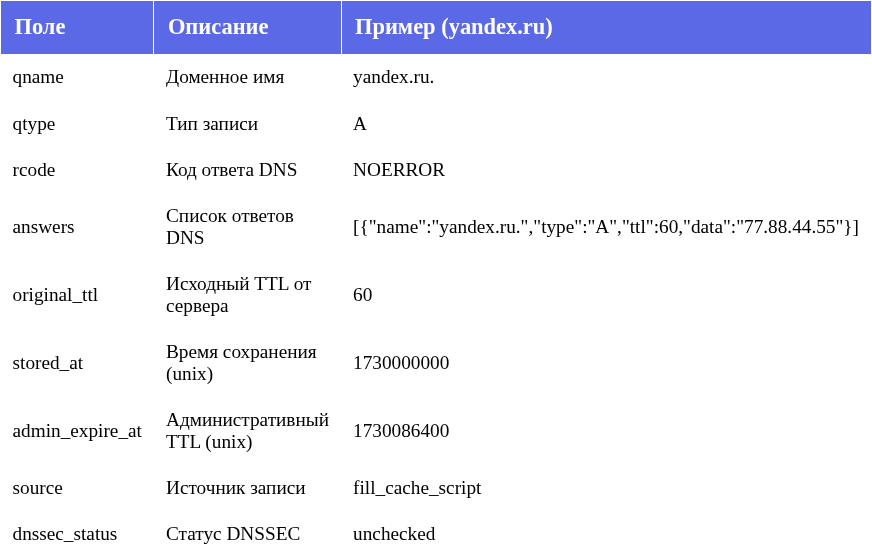 Поле Описание Пример (yandex.ru)
qname Доменное имя yandex.ru.
qtype Тип записи A
rcode Код ответа DNS NOERROR
answers Список ответов DNS [{"name":"yandex.ru.","type":"A","ttl":60,"data":"77.88.44.55"}]
original_ttl Исходный TTL от сервера 60
stored_at Время сохранения (unix) 1730000000
admin_expire_at Административный TTL (unix) 1730086400
source Источник записи fill_cache_script
dnssec_status Статус DNSSEC unchecked